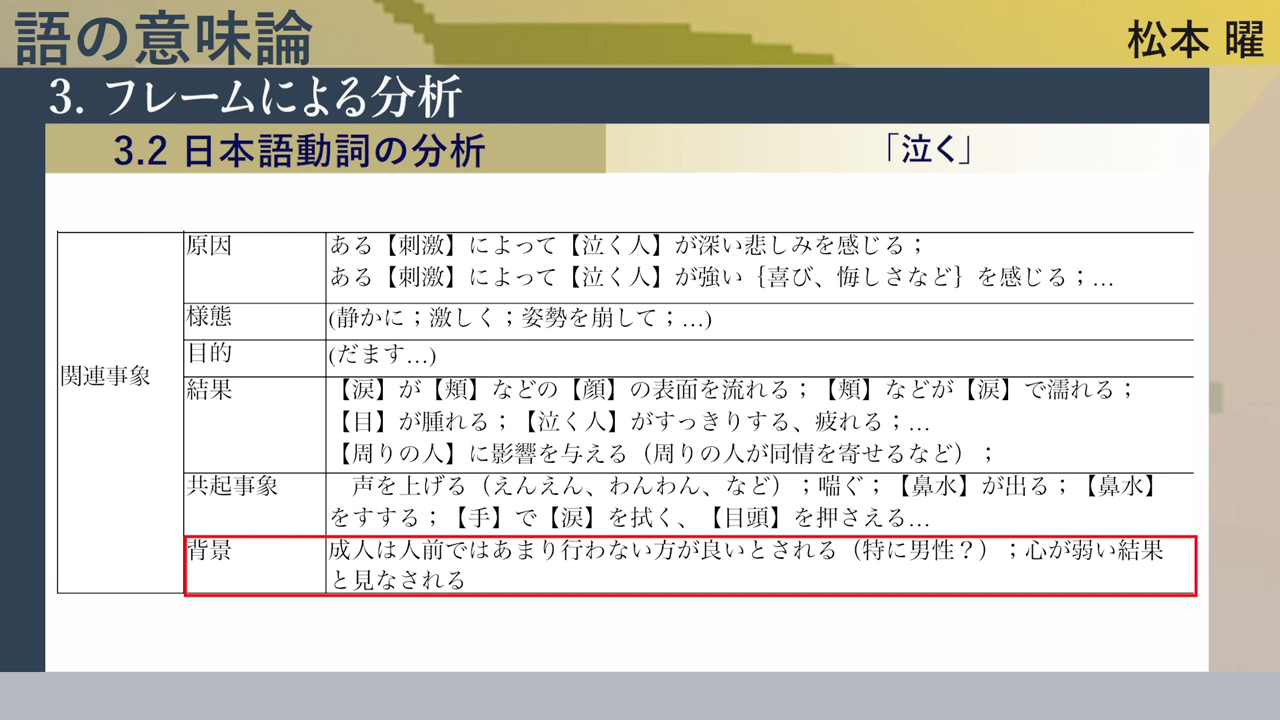 語の意味論
松本 曜
3. フレームによる分析
3.2 日本語動詞の分析
「泣く」
関連事象
原因
ある【刺激】によって【泣く人】が深い悲しみを感じる；
ある【刺激】によって【泣く人】が強い｛喜び、悔しさなど｝を感じる；…
様態
(静かに；激しく；姿勢を崩して；…)
目的
(だます…)
結果
【涙】が【頬】などの【顔】の表面を流れる；【頬】などが【涙】で濡れる；
【目】が腫れる；【泣く人】がすっきりする、疲れる；…
【周りの人】に影響を与える（周りの人が同情を寄せるなど）；
共起事象
声を上げる（えんえん、わんわん、など）；喘ぐ；【鼻水】が出る；【鼻水】
をすする；【手】で【涙】を拭く、【目頭】を押さえる…
背景
成人は人前ではあまり行わない方が良いとされる（特に男性？）；心が弱い結果
と見なされる